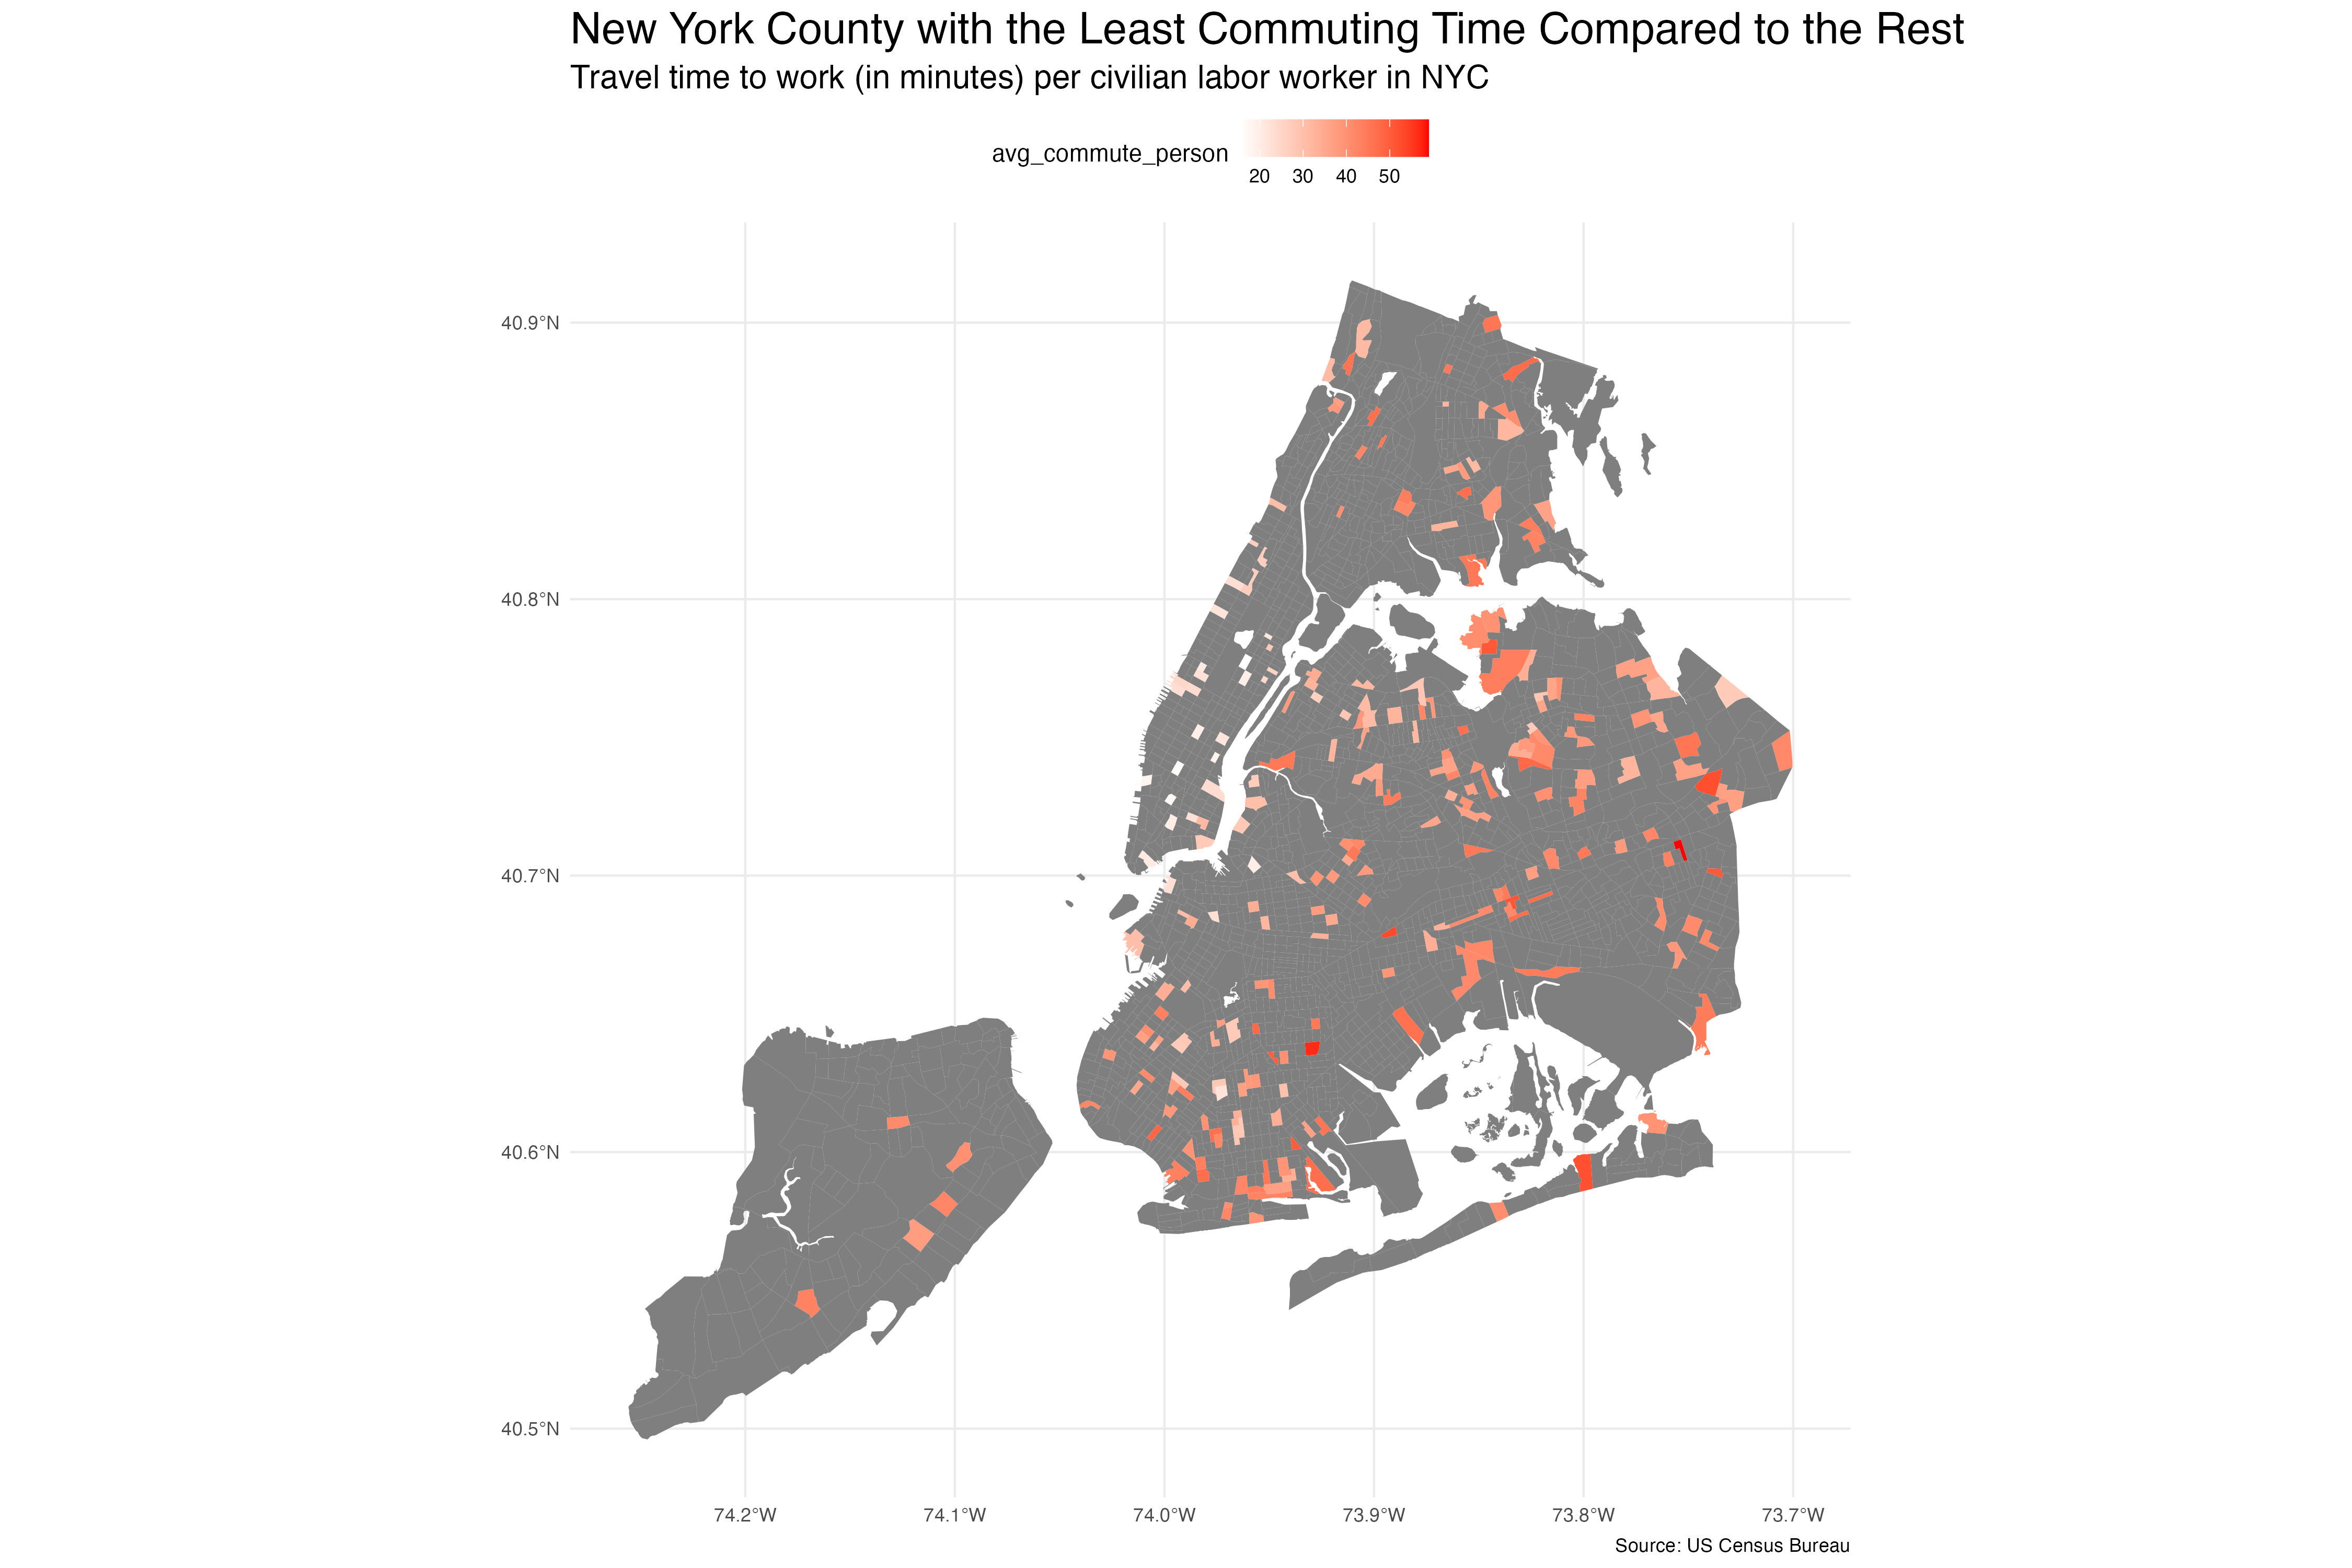 New York County with the Least Commuting Time Compared to the Rest
Travel time to work (in minutes) per civilian labor worker in NYC
avg_commute_person
20 30 40 50
40.9°N
40.8°N
40.7°N
40.6°N
40.5°N
74.2°W 74.1°W 74.0°W 73.9°W 73.8°W 73.7°W
Source: US Census Bureau